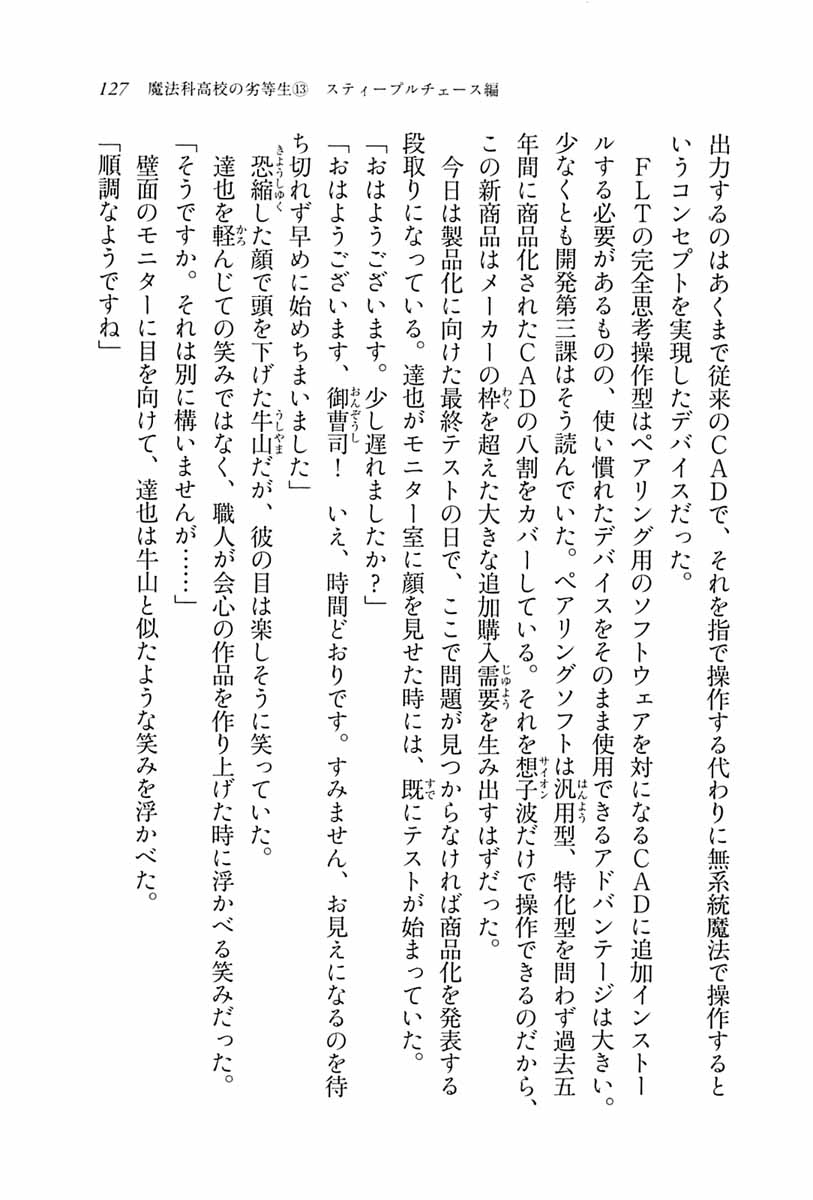 127　魔法科高校の劣等生⑬　スティープルチェース編
出力するのはあくまで従来のCADで、それを指で操作する代わりに無系統魔法で操作すると
いうコンセプトを実現したデバイスだった。
　FLTの完全思考操作型はペアリング用のソフトウェアを対になるCADに追加インストー
ルする必要があるものの、使い慣れたデバイスをそのまま使用できるアドバンテージは大きい。
少なくとも開発第三課はそう読んでいた。ペアリングソフトは汎用型、特化型を問わず過去五
年間に商品化されたCADの八割をカバーしている。それを想子波だけで操作できるのだから、
この新商品はメーカーの枠を超えた大きな追加購入需要を生み出すはずだった。
　今日は製品化に向けた最終テストの日で、ここで問題が見つからなければ商品化を発表する
段取りになっている。達也がモニター室に顔を見せた時には、既にテストが始まっていた。
「おはようございます。少し遅れましたか?」
「おはようございます、御曹司!　いえ、時間どおりです。すみません、お見えになるのを待
ち切れず早めに始めちまいました」
　恐縮した顔で頭を下げた牛山だが、彼の目は楽しそうに笑っていた。
　達也を軽んじての笑みではなく、職人が会心の作品を作り上げた時に浮かべる笑みだった。
「そうですか。それは別に構いませんが……」
　壁面のモニターに目を向けて、達也は牛山と似たような笑みを浮かべた。
「順調なようですね」